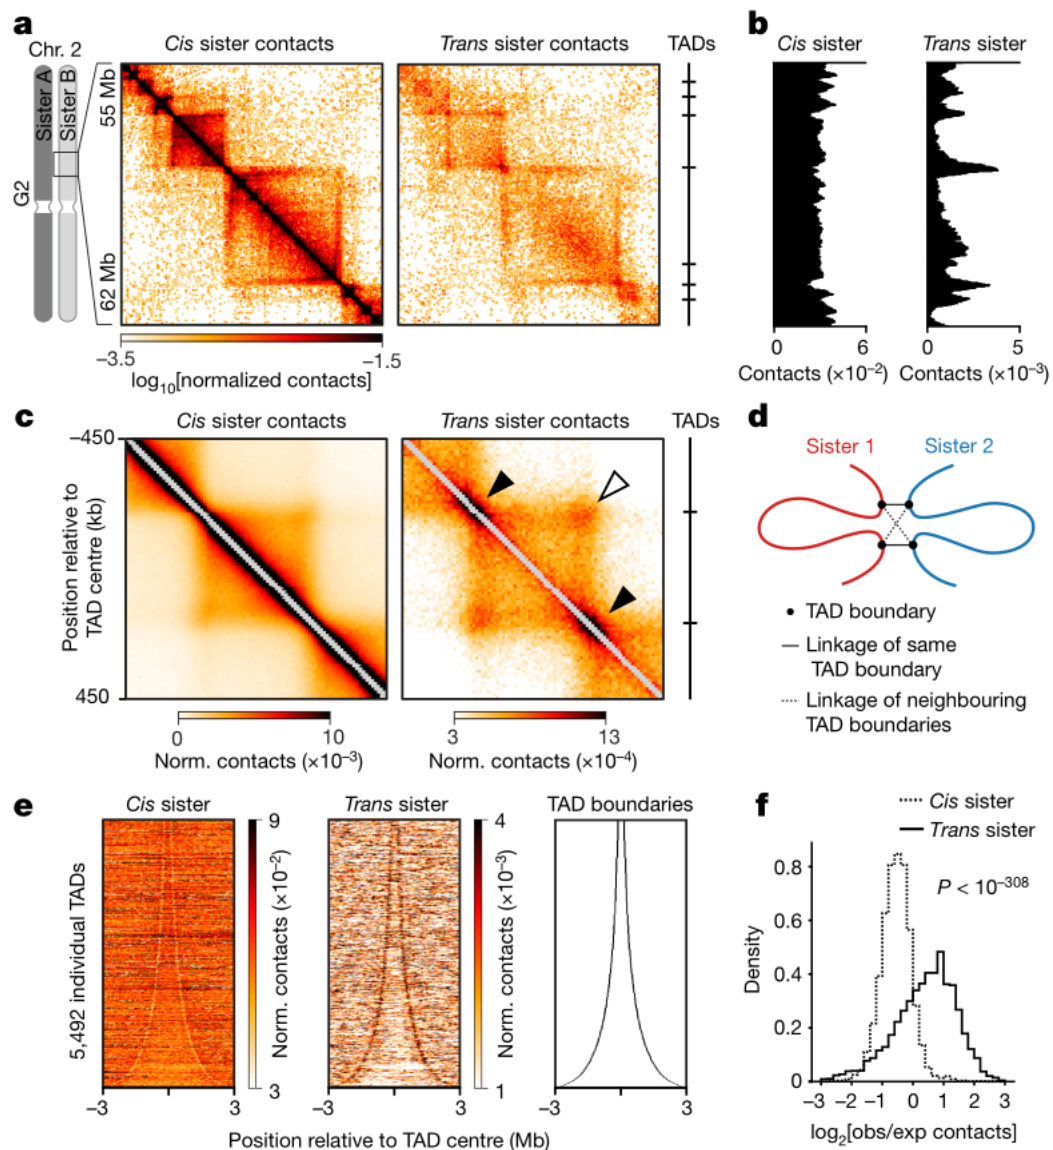 a
Cis sister contacts
Trans sister contacts
TADs
Chr. 2
Sister A
Sister B
G2
55 Mb
62 Mb
−3.5
−1.5
log10[normalized contacts]
b
Cis sister
Trans sister
0
6
0
5
Contacts (×10−2)
Contacts (×10−3)
c
Cis sister contacts
Trans sister contacts
TADs
−450
450
Position relative to
TAD centre (kb)
0
10
Norm. contacts (×10−3)
3
13
Norm. contacts (×10−4)
d
Sister 1
Sister 2
TAD boundary
Linkage of same
TAD boundary
Linkage of neighbouring
TAD boundaries
e
Cis sister
Trans sister
TAD boundaries
5,492 individual TADs
9
3
Norm. contacts (×10−2)
4
1
Norm. contacts (×10−3)
−3
3
−3
3
−3
3
Position relative to TAD centre (Mb)
f
Cis sister
Trans sister
P < 10−308
Density
0.8
0.6
0.4
0.2
0
−3
−2
−1
0
1
2
3
log2[obs/exp contacts]